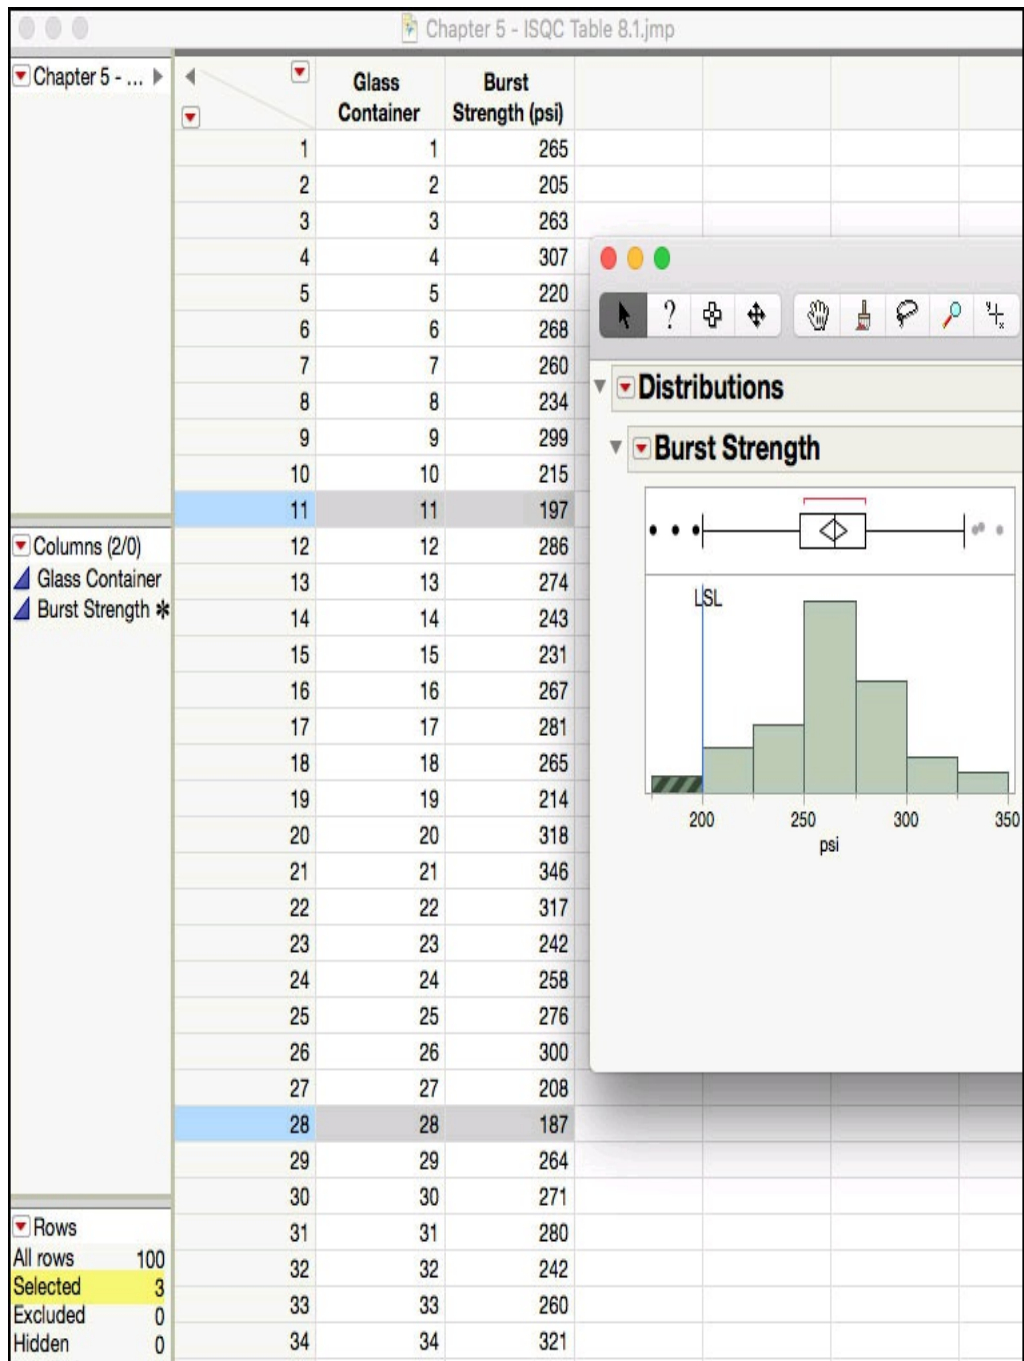 Chapter 5 - ISQC Table 8.1.jmp
Chapter 5 - ...
Glass Container
Burst Strength (psi)
1 1 265
2 2 205
3 3 263
4 4 307
5 5 220
6 6 268
7 7 260
8 8 234
9 9 299
10 10 215
11 11 197
12 12 286
13 13 274
14 14 243
15 15 231
16 16 267
17 17 281
18 18 265
19 19 214
20 20 318
21 21 346
22 22 317
23 23 242
24 24 258
25 25 276
26 26 300
27 27 208
28 28 187
29 29 264
30 30 271
31 31 280
32 32 242
33 33 260
34 34 321
Columns (2/0)
Glass Container
Burst Strength *
Rows
All rows 100
Selected 3
Excluded 0
Hidden 0
?
Distributions
Burst Strength
LSL
200 250 300 350
psi